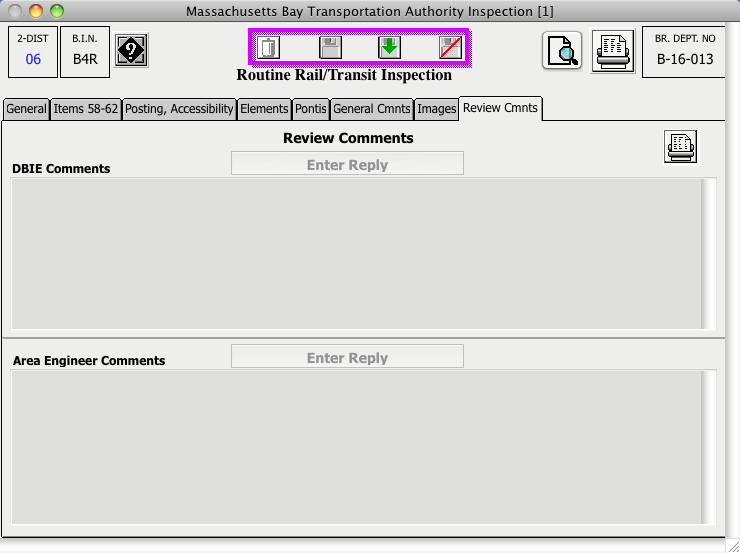 Massachusetts Bay Transportation Authority Inspection [1]
2-DIST
06
B.I.N.
B4R
?
BR. DEPT. NO
B-16-013
Routine Rail/Transit Inspection
General Items 58-62 Posting, Accessibility Elements Pontis General Cmnts Images Review Cmnts
Review Comments
DBIE Comments
Enter Reply
Area Engineer Comments
Enter Reply